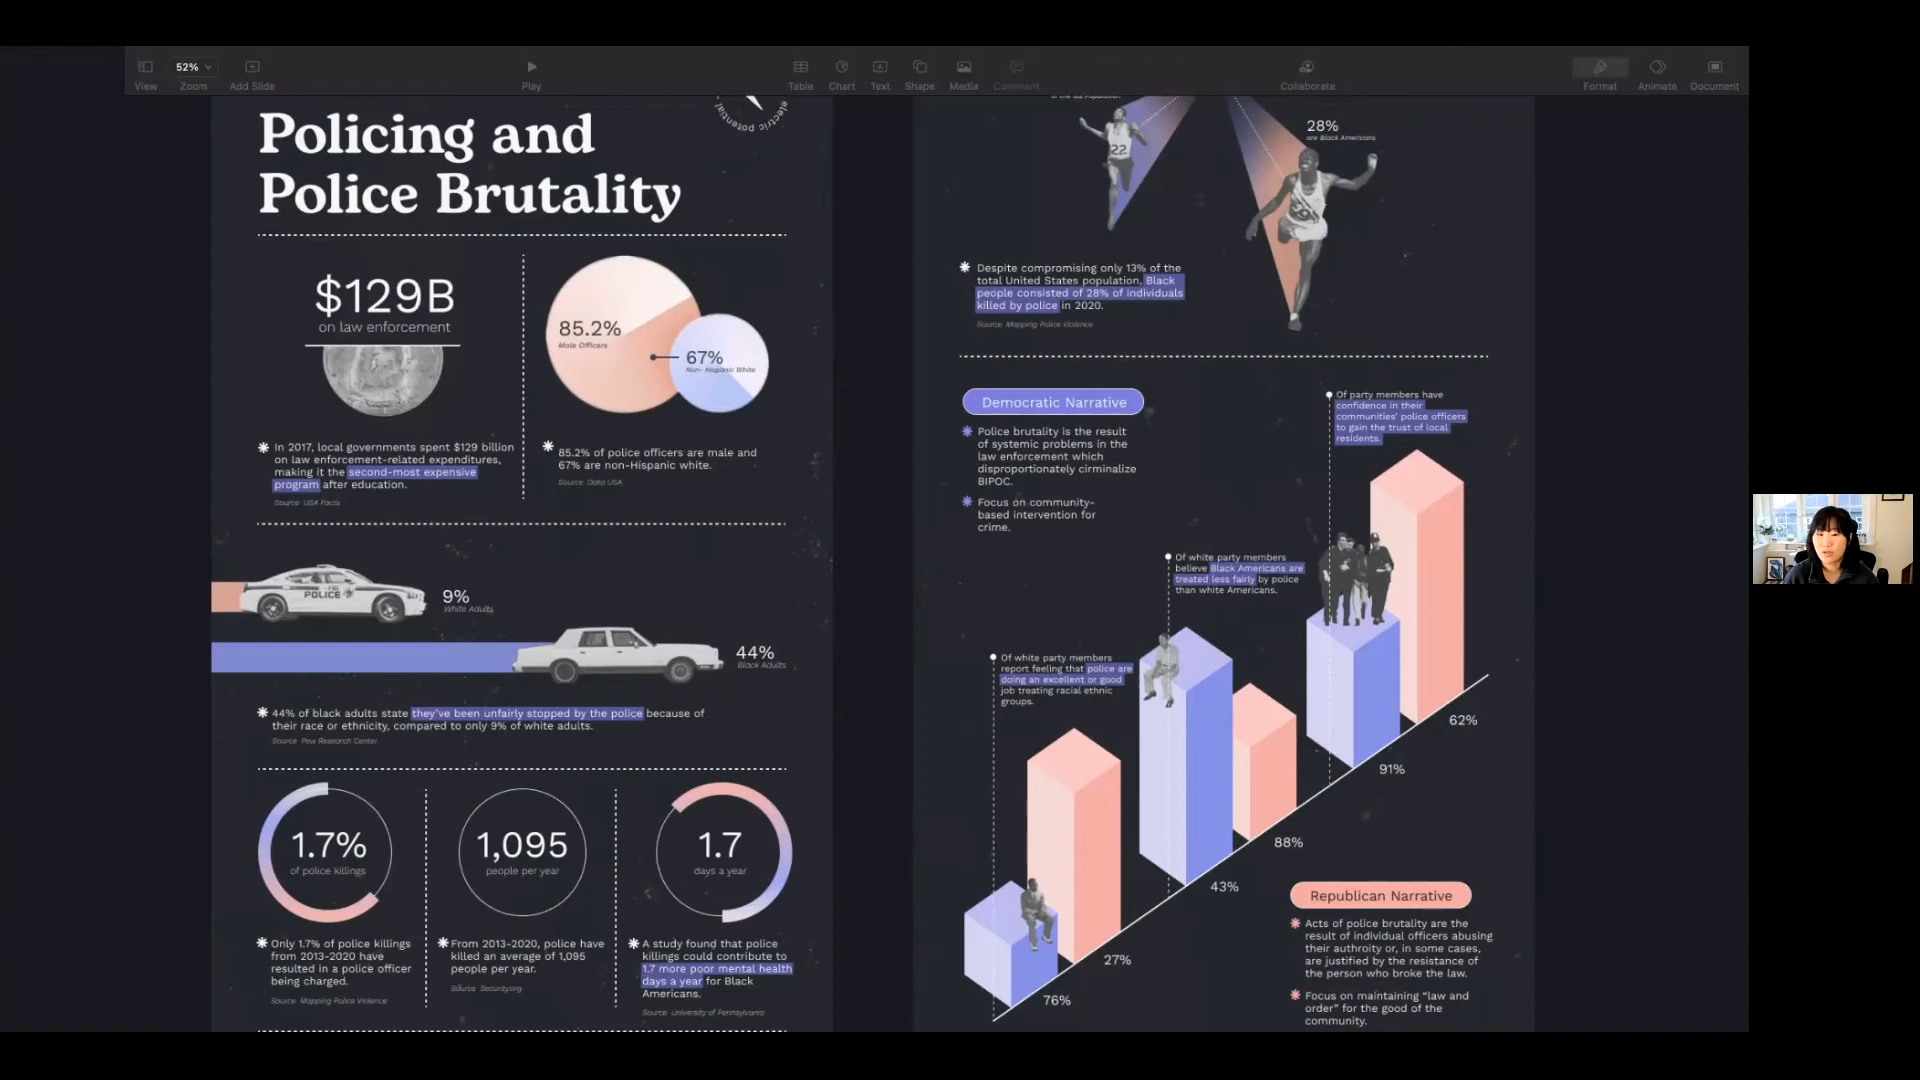 52%
View
Zoom
Add Slide
Play
Table
Chart
Text
Shape
Media
Comment
Collaborate
Format
Animate
Document
electric potential
Policing and
Police Brutality
$129B
on law enforcement
85.2%
Male Officers
67%
Non- Hispanic White
In 2017, local governments spent $129 billion
on law enforcement-related expenditures,
making it the second-most expensive
program after education.
Source USA Facts
85.2% of police officers are male and
67% are non-Hispanic white.
Source Data USA
POLICE
9%
White Adults
44%
Black Adults
44% of black adults state they've been unfairly stopped by the police because of
their race or ethnicity, compared to only 9% of white adults.
Source Pew Research Center
1.7%
of police killings
1,095
people per year
1.7
days a year
Only 1.7% of police killings
from 2013-2020 have
resulted in a police officer
being charged.
Source Mapping Police Violence
From 2013-2020, police have
killed an average of 1,095
people per year.
Source Security.org
A study found that police
killings could contribute to
1.7 more poor mental health
days a year for Black
Americans.
Source University of Pennsylvania
28%
are Black Americans
22
Despite compromising only 13% of the
total United States population, Black
people consisted of 28% of individuals
killed by police in 2020.
Source Mapping Police Violence
Democratic Narrative
Police brutality is the result
of systemic problems in the
law enforcement which
disproportionately cirminalize
BIPOC.
Focus on community-
based intervention for
crime.
Of party members have
confidence in their
communities' police officers
to gain the trust of local
residents.
Of white party members
believe Black Americans are
treated less fairly by police
than white Americans.
Of white party members
report feeling that police are
doing an excellent or good
job treating racial ethnic
groups.
62%
91%
88%
43%
27%
76%
Republican Narrative
Acts of police brutality are the
result of individual officers abusing
their authroity or, in some cases,
are justified by the resistance of
the person who broke the law.
Focus on maintaining "law and
order" for the good of the
community.